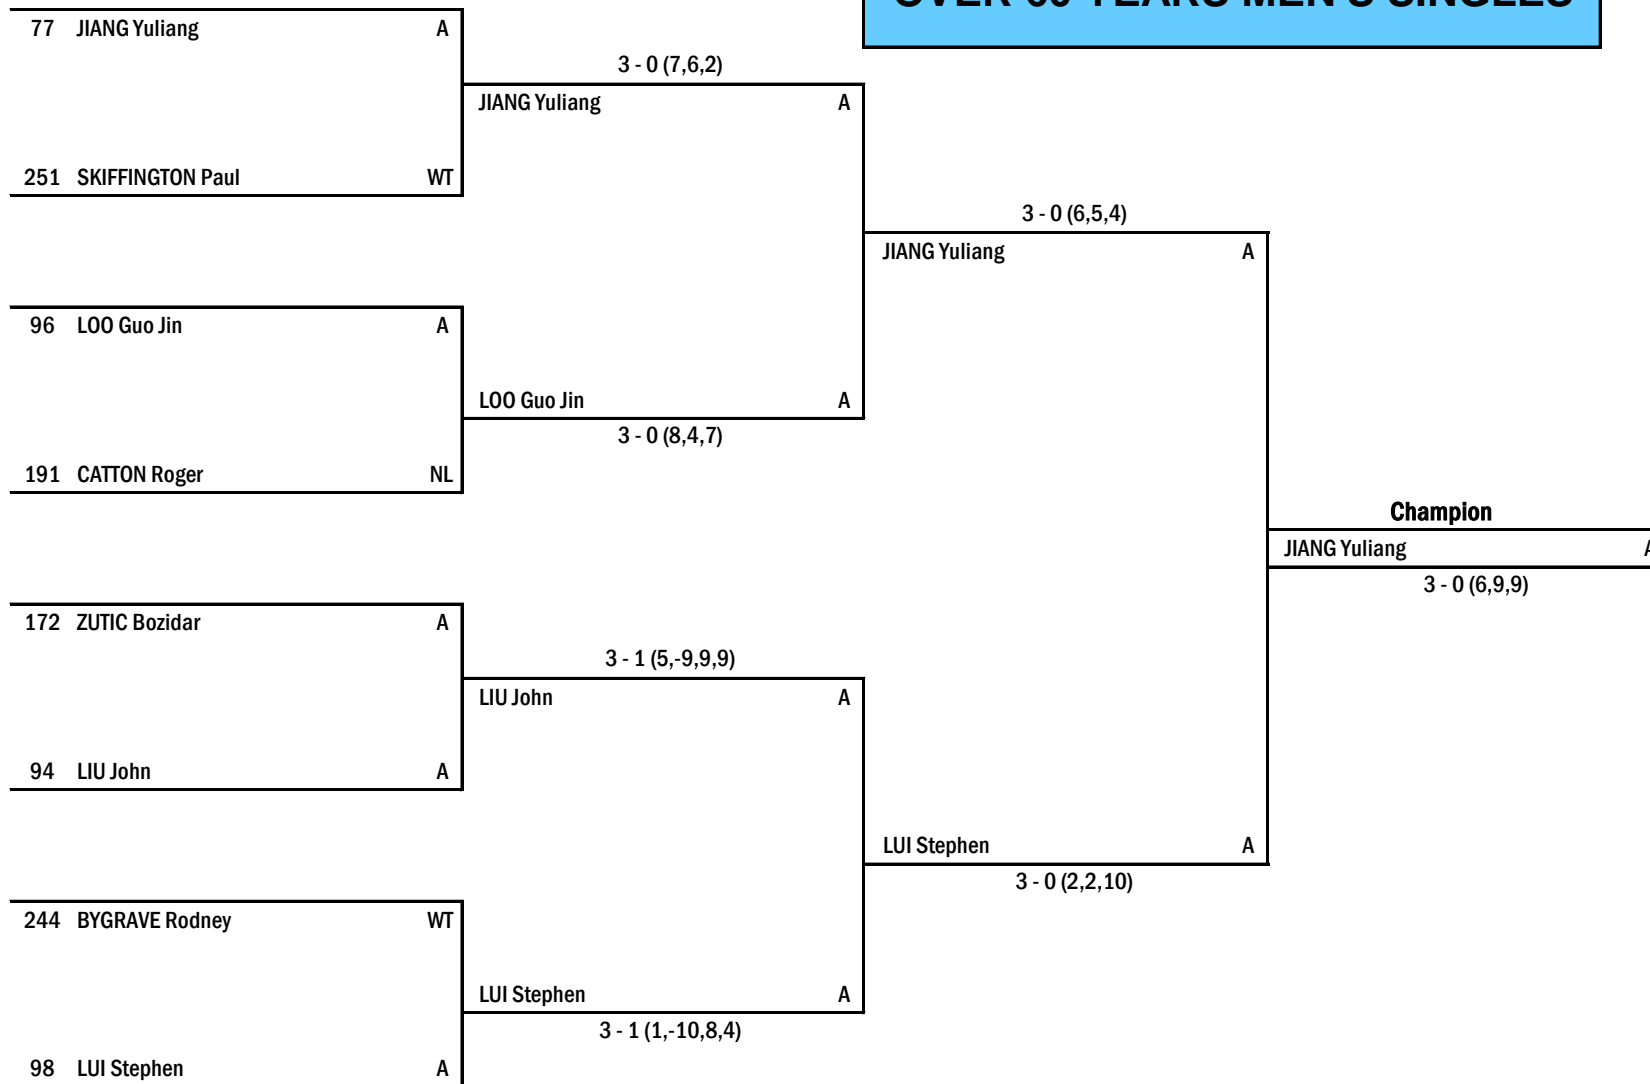 OVER YEARS MEN'S SINGLES
77 JIANG Yuliang A
3 - 0 (7,6,2)
JIANG Yuliang A
251 SKIFFINGTON Paul WT
3 - 0 (6,5,4)
JIANG Yuliang A
96 LOO Guo Jin A
LOO Guo Jin A
3 - 0 (8,4,7)
191 CATTON Roger NL
Champion
JIANG Yuliang
3 - 0 (6,9,9)
172 ZUTIC Bozidar A
3 - 1 (5,-9,9,9)
LIU John A
94 LIU John A
LUI Stephen A
3 - 0 (2,2,10)
244 BYGRAVE Rodney WT
LUI Stephen A
3 - 1 (1,-10,8,4)
98 LUI Stephen A